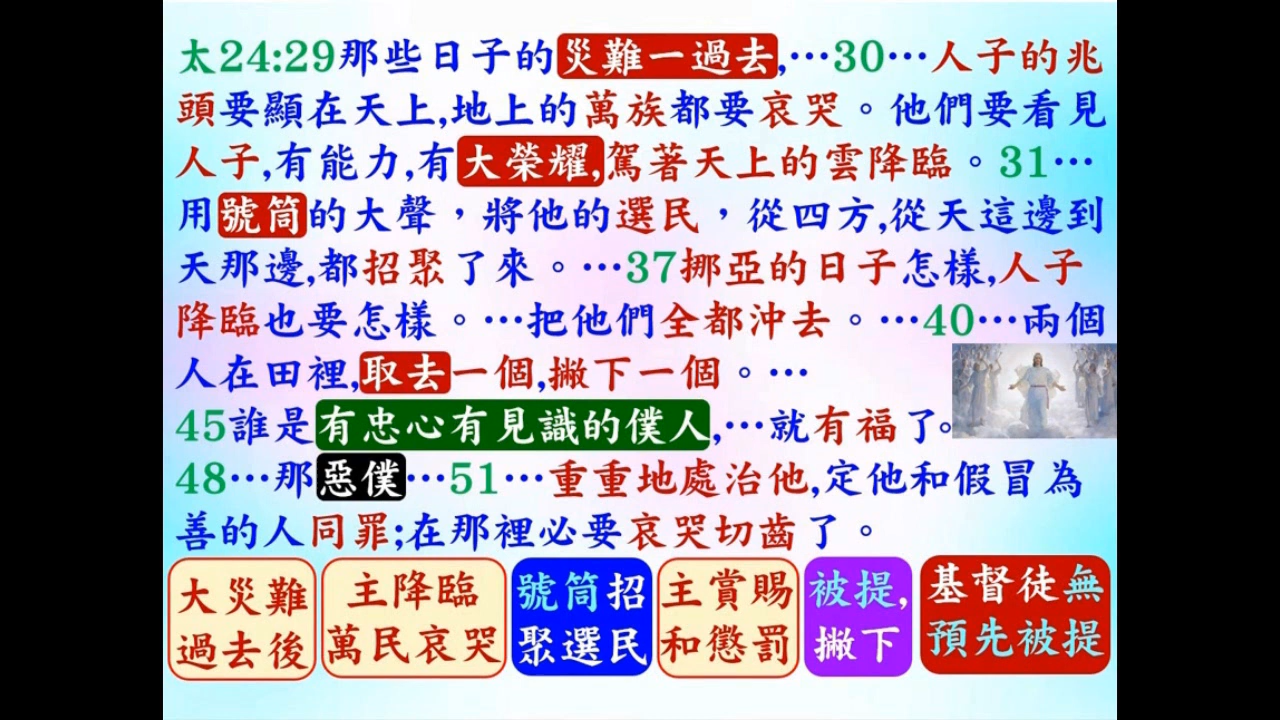 太24:29那些日子的災難一過去,…30…人子的兆
頭要顯在天上,地上的萬族都要哀哭。他們要看見
人子,有能力,有大榮耀,駕著天上的雲降臨。31…
用號筒的大聲，將他的選民，從四方,從天這邊到
天那邊,都招聚了來。…37挪亞的日子怎樣,人子
降臨也要怎樣。…把他們全都沖去。…40…兩個
人在田裡,取去一個,撇下一個。…
45誰是有忠心有見識的僕人,…就有福了。
48…那惡僕…51…重重地處治他,定他和假冒為
善的人同罪;在那裡必要哀哭切齒了。
大災難
過去後
主降臨
萬民哀哭
號筒招
聚選民
主賞賜
和懲罰
被提,
撇下
基督徒無
預先被提